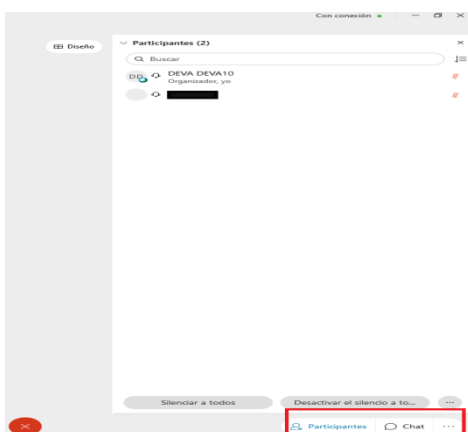 Con conexión
Diseño
Participantes (2)
Buscar
DD
DEVA DEVA10
Organizador, yo
Silenciar a todos
Desactivar el silencio a to...
Participantes
Chat